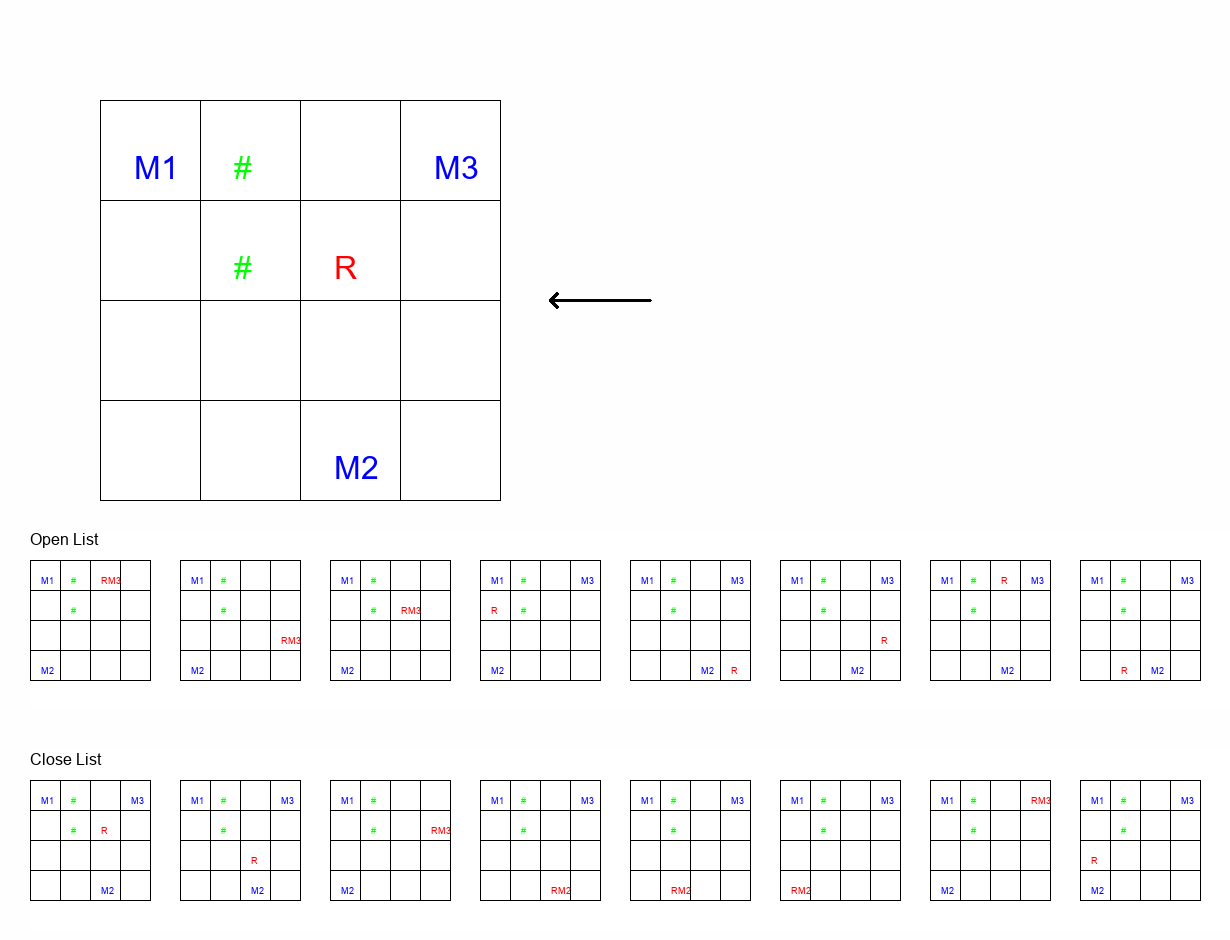 M1 # M3
# R
M2
Open List
M1 # RM3 M1 # M1 # M1 # M3 M1 # M3 M1 # M3 M1 # R M3 M1 # M3
# # # RM3 R # # # # #
RM3 R
M2 M2 M2 M2 M2 R M2 M2 R M2
Close List
M1 # M3 M1 # M3 M1 # M1 # M3 M1 # M3 M1 # M3 M1 # RM3 M1 # M3
# R # # RM3 # # # # #
R R
M2 M2 M2 RM2 RM2 RM2 M2 M2